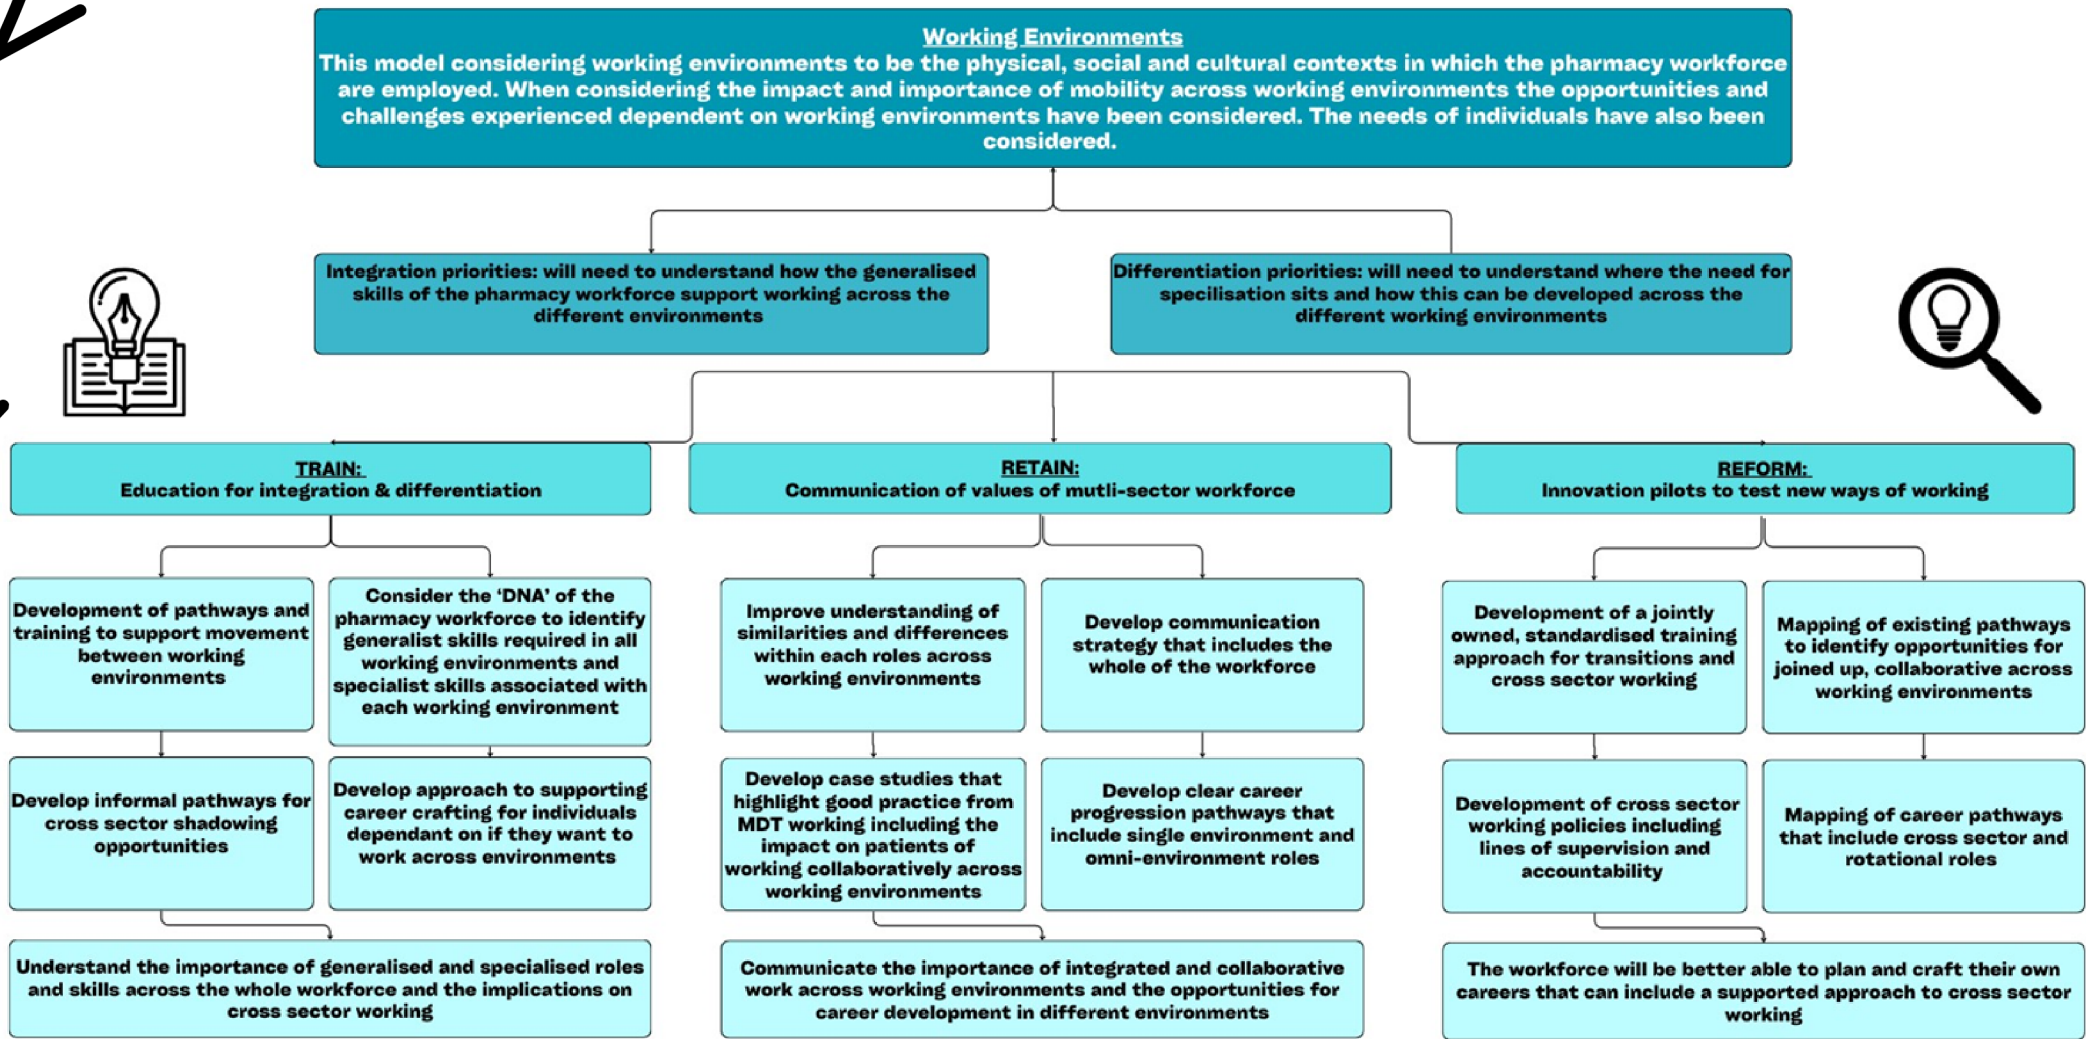 Working Environments
This model considering working environments to be the physical, social and cultural contexts in which the pharmacy workforce
are employed. When considering the impact and importance of mobility across working environments the opportunities and
challenges experienced dependent on working environments have been considered. The needs of individuals have also been
considered.
Integration priorities: will need to understand how the generalised
skills of the pharmacy workforce support working across the
different environments
Differentiation priorities: will need to understand where the need for
specilisation sits and how this can be developed across the
different working environments
TRAIN:
Education for integration & differentiation
RETAIN:
Communication of values of mutli-sector workforce
REFORM:
Innovation pilots to test new ways of working
Development of pathways and
training to support movement
between working
environments
Consider the ‘DNA’ of the
pharmacy workforce to identify
generalist skills required in all
working environments and
specialist skills associated with
each working environment
Improve understanding of
similarities and differences
within each roles across
working environments
Develop communication
strategy that includes the
whole of the workforce
Development of a jointly
owned, standardised training
approach for transitions and
cross sector working
Mapping of existing pathways
to identify opportunities for
joined up, collaborative across
working environments
Develop informal pathways for
cross sector shadowing
opportunities
Develop approach to supporting
career crafting for individuals
dependant on if they want to
work across environments
Develop case studies that
highlight good practice from
MDT working including the
impact on patients of
working collaboratively across
working environments
Develop clear career
progression pathways that
include single environment and
omni-environment roles
Development of cross sector
working policies including
lines of supervision and
accountability
Mapping of career pathways
that include cross sector and
rotational roles
Understand the importance of generalised and specialised roles
and skills across the whole workforce and the implications on
cross sector working
Communicate the importance of integrated and collaborative
work across working environments and the opportunities for
career development in different environments
The workforce will be better able to plan and craft their own
careers that can include a supported approach to cross sector
working